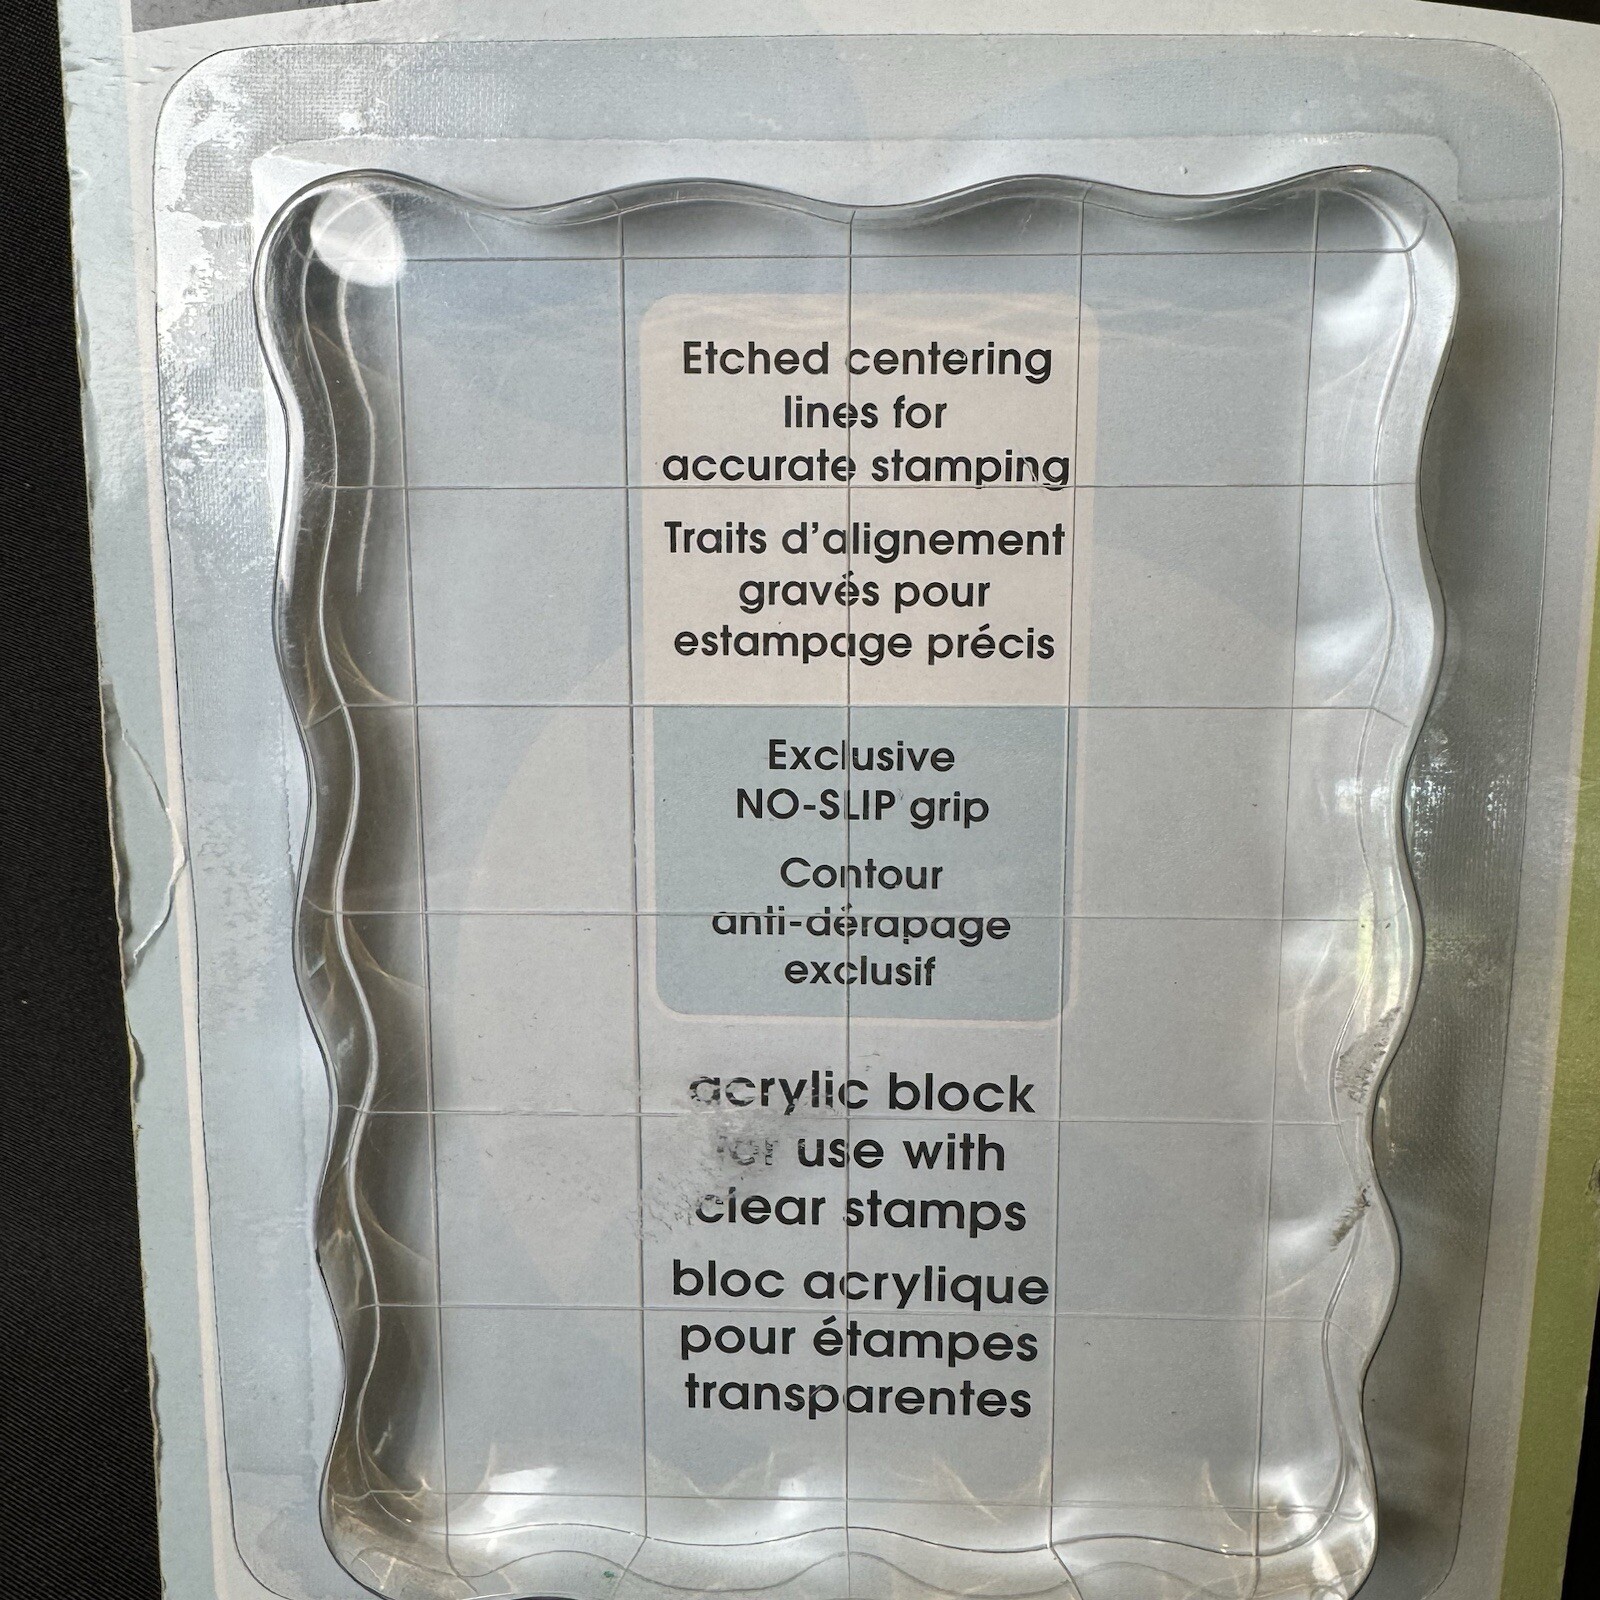 Etched centering
lines for
accurate stamping
Traits d'alignement
gravés pour
estampage précis
Exclusive
NO-SLIP grip
Contour
anti-dérapage
exclusif
acrylic block
for use with
clear stamps
bloc acrylique
pour étampes
transparentes